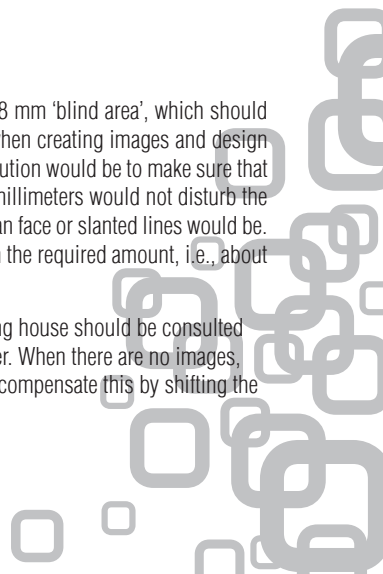 8 mm ‘blind area’, which should
when creating images and design
ution would be to make sure that
millimeters would not disturb the
an face or slanted lines would be.
the required amount, i.e., about
ng house should be consulted
er. When there are no images,
compensate this by shifting the